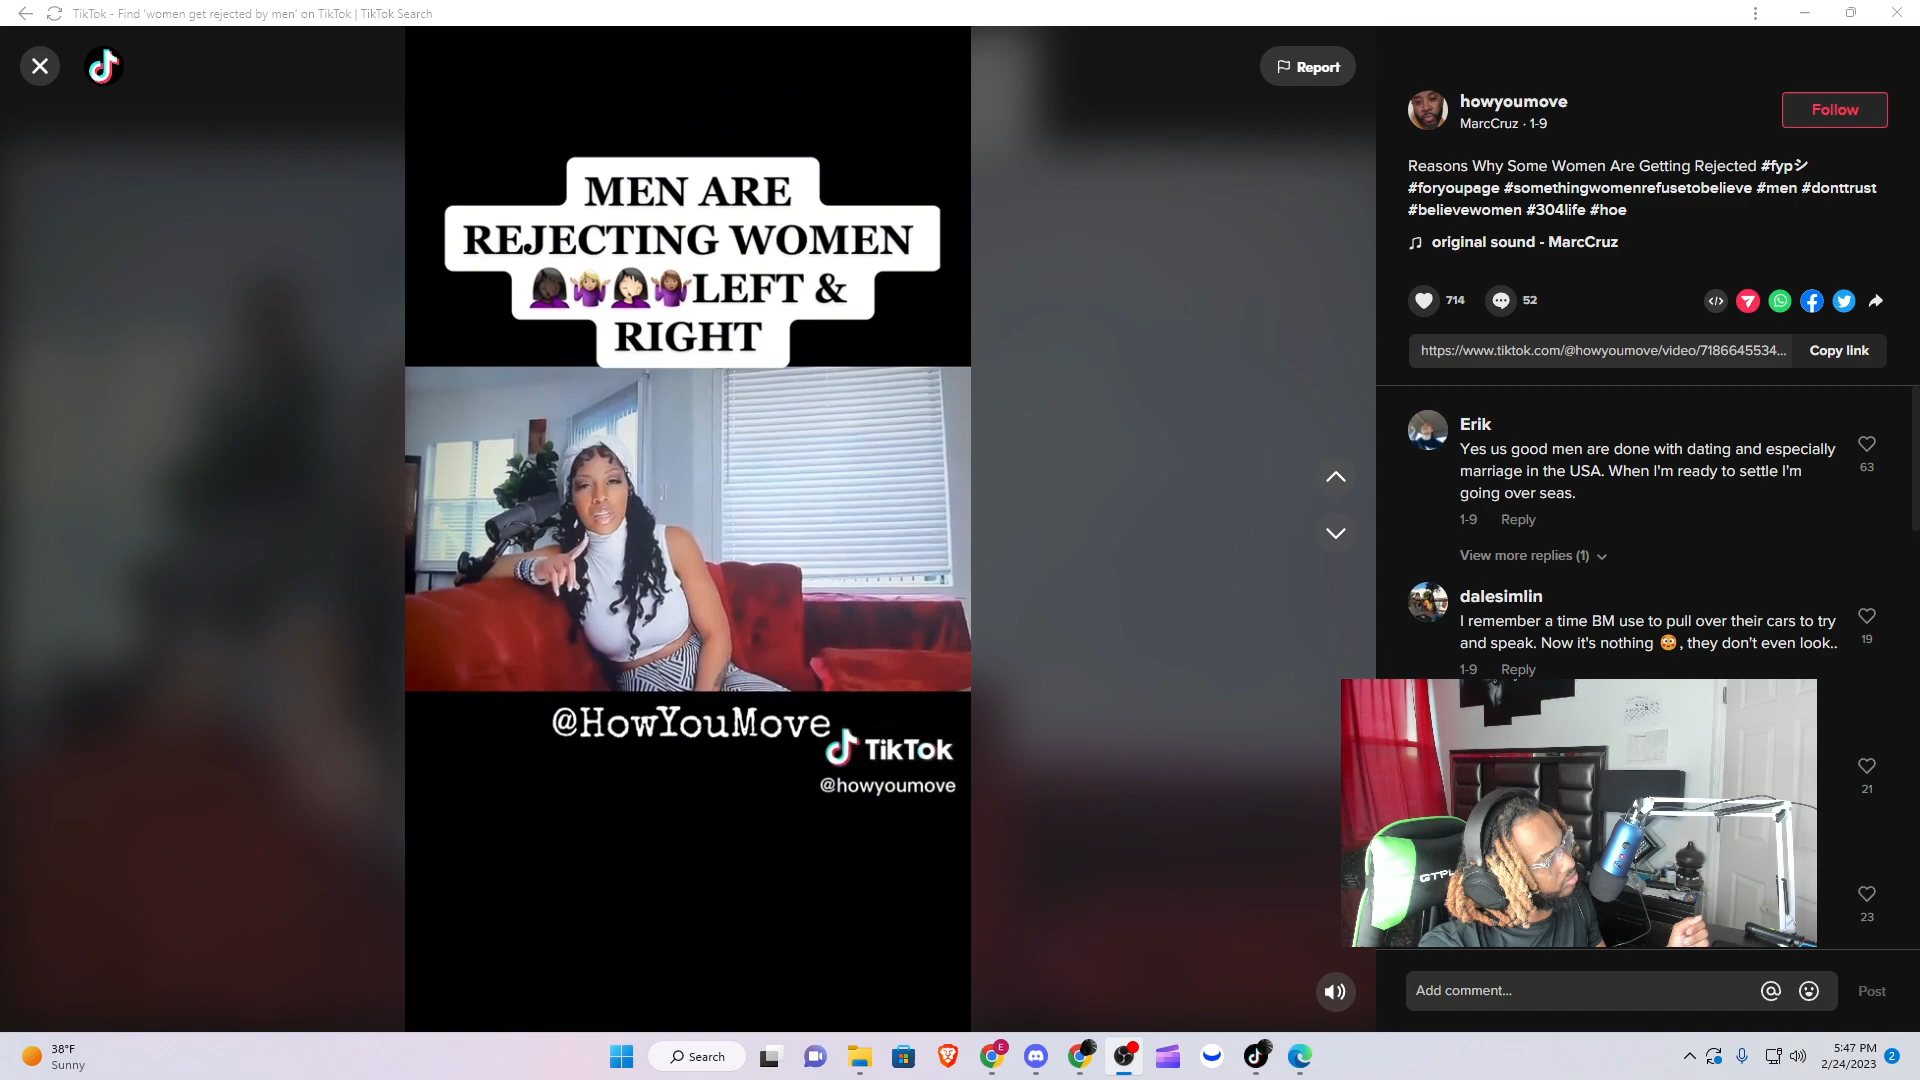 TikTok - Find 'women get rejected by men' on TikTok | TikTok Search
Report
MEN ARE
REJECTING WOMEN
🤦🏿‍♀️🤷🏼‍♀️🤦🏻‍♀️🤷🏽‍♀️LEFT &
RIGHT
@HowYouMove
TikTok
@howyoumove
howyoumove
MarcCruz · 1-9
Follow
Reasons Why Some Women Are Getting Rejected #fypシ
#foryoupage #somethingwomenrefusetobelieve #men #donttrust
#believewomen #304life #hoe
original sound - MarcCruz
714
52
https://www.tiktok.com/@howyoumove/video/7186645534...
Copy link
Erik
Yes us good men are done with dating and especially
marriage in the USA. When I'm ready to settle I'm
going over seas.
63
1-9 Reply
View more replies (1)
dalesimlin
I remember a time BM use to pull over their cars to try
and speak. Now it's nothing 😳, they don't even look..
19
1-9 Reply
21
GTPL
23
Add comment...
Post
38°F
Sunny
Search
E
5:47 PM
2/24/2023
2